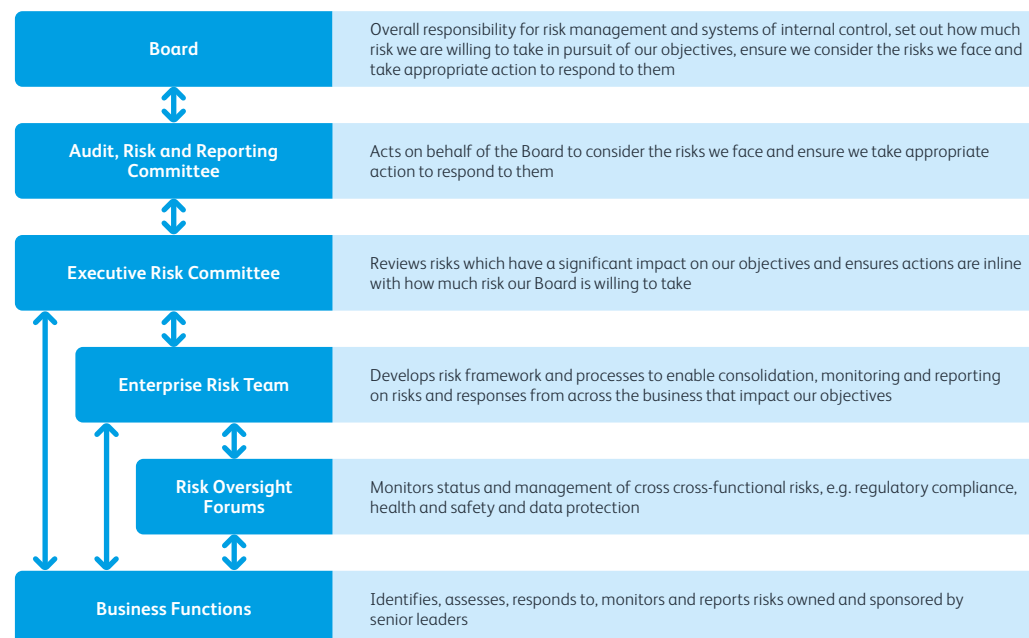 Board
Overall responsibility for risk management and systems of internal control, set out how much
risk we are willing to take in pursuit of our objectives, ensure we consider the risks we face and
take appropriate action to respond to them
Audit, Risk and Reporting
Committee
Acts on behalf of the Board to consider the risks we face and ensure we take appropriate
action to respond to them
Executive Risk Committee
Reviews risks which have a significant impact on our objectives and ensures actions are inline
with how much risk our Board is willing to take
Enterprise Risk Team
Develops risk framework and processes to enable consolidation, monitoring and reporting
on risks and responses from across the business that impact our objectives
Risk Oversight
Forums
Monitors status and management of cross cross-functional risks, e.g. regulatory compliance,
health and safety and data protection
Business Functions
Identifies, assesses, responds to, monitors and reports risks owned and sponsored by
senior leaders